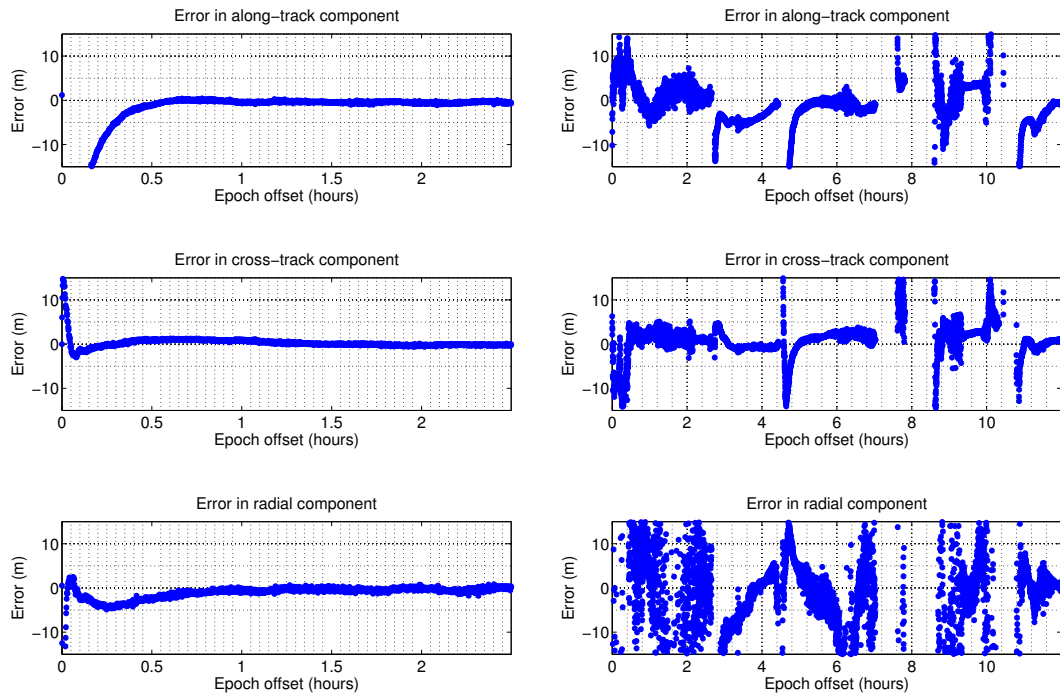 Error in along−track component
Error (m)
10
0
−10
0 0.5 1 1.5 2
Epoch offset (hours)
Error in along−track component
Error (m)
10
0
−10
0 2 4 6 8 10
Epoch offset (hours)
Error in cross−track component
Error (m)
10
0
−10
0 0.5 1 1.5 2
Epoch offset (hours)
Error in cross−track component
Error (m)
10
0
−10
0 2 4 6 8 10
Epoch offset (hours)
Error in radial component
Error (m)
10
0
−10
0 0.5 1 1.5 2
Epoch offset (hours)
Error in radial component
Error (m)
10
0
−10
0 2 4 6 8 10
Epoch offset (hours)